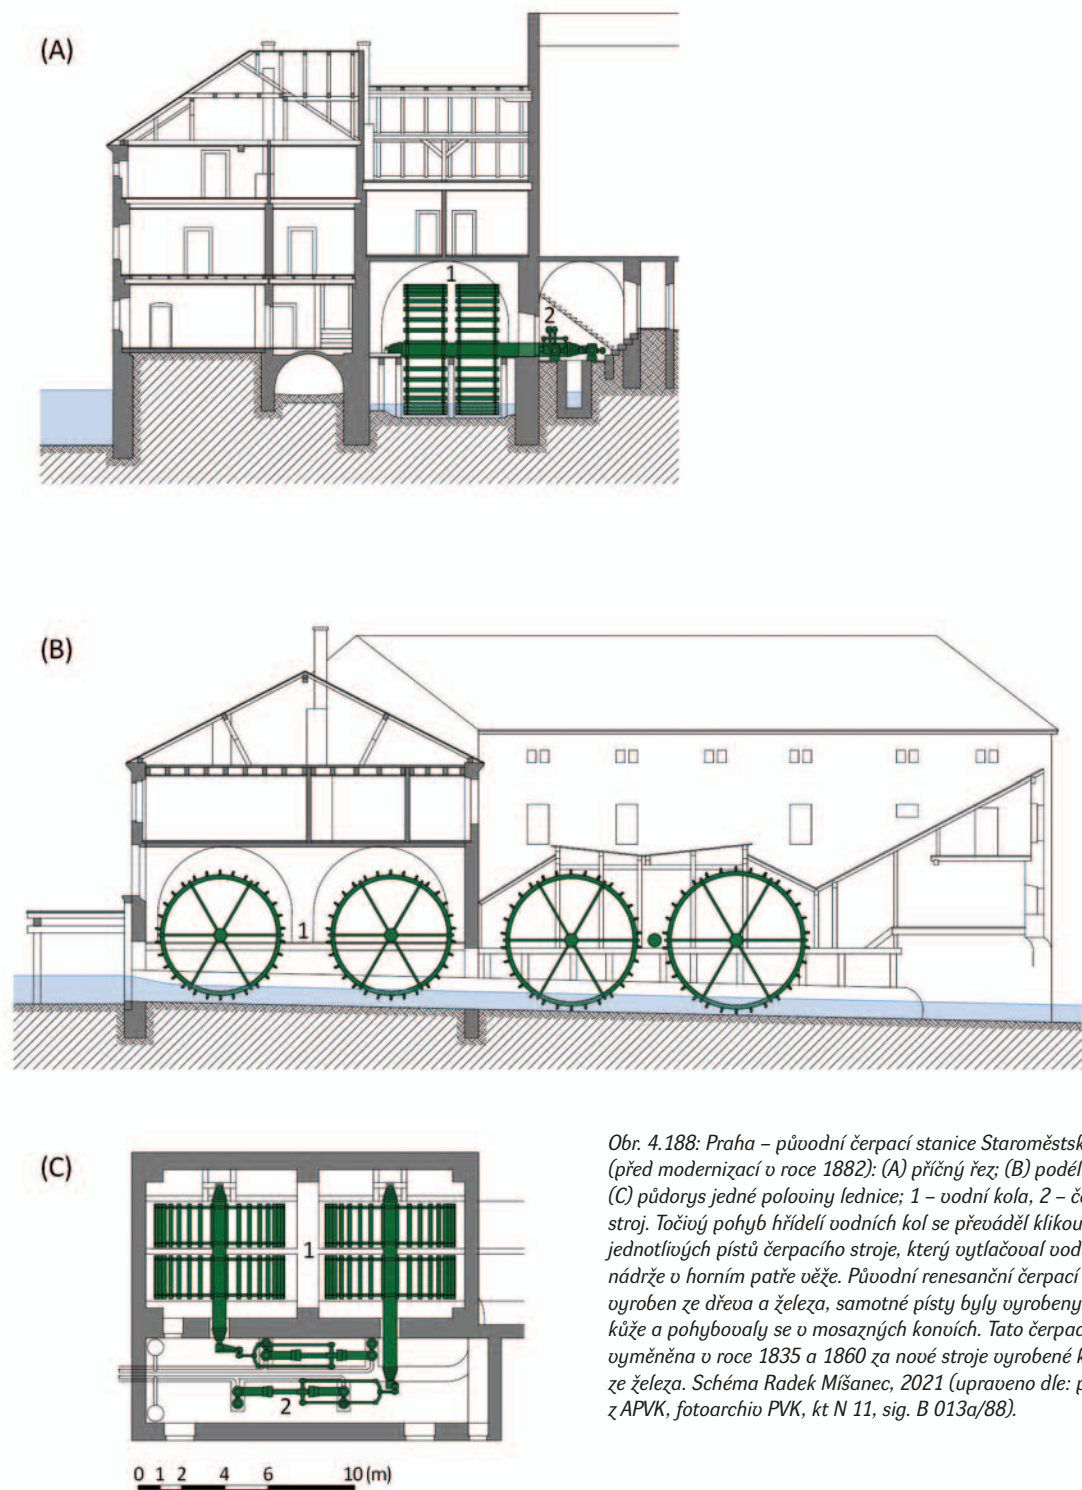 (A)
1
2
(B)
1
(C)
1
2
0 1 2 4 6 10 (m)
Obr. 4.188: Praha – původní čerpací stanice Staroměstsk
(před modernizací v roce 1882): (A) příčný řez; (B) podél
(C) půdorys jedné poloviny lednice; 1 – vodní kola, 2 – č
stroj. Točivý pohyb hřídelí vodních kol se převáděl klikou
jednotlivých pístů čerpacího stroje, který vytlačoval vod
nádrže v horním patře věže. Původní renesanční čerpací
vyroben ze dřeva a železa, samotné písty byly vyrobeny
kůže a pohybovaly se v mosazných konvích. Tato čerpac
vyměněna v roce 1835 a 1860 za nové stroje vyrobené k
ze železa. Schéma Radek Míšanec, 2021 (upraveno dle: p
z APVK, fotoarchiv PVK, kt N 11, sig. B 013a/88).